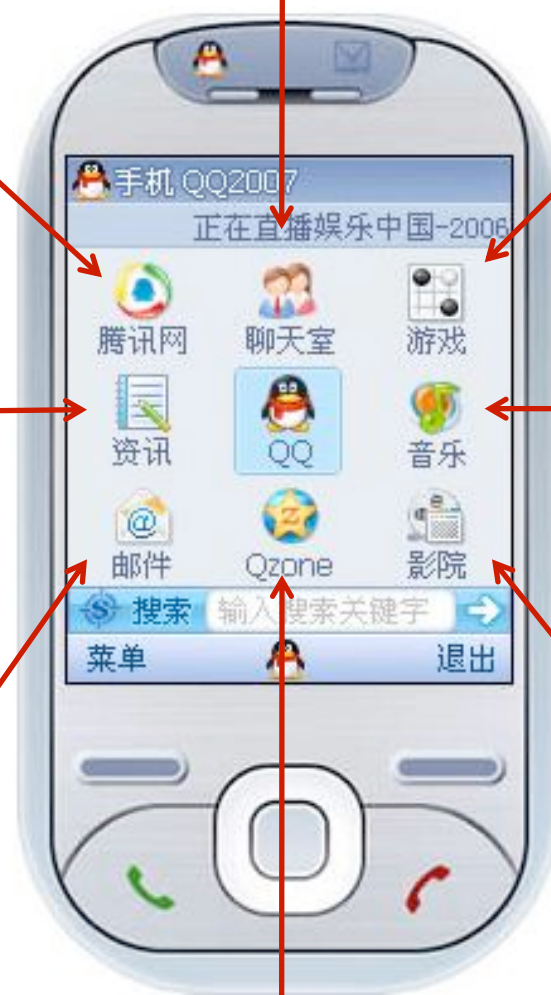 手机 QQ2007
正在直播娱乐中国-2006
腾讯网 聊天室 游戏
资讯 QQ 音乐
邮件 Qzone 影院
搜索 输入搜索关键字
菜单 退出